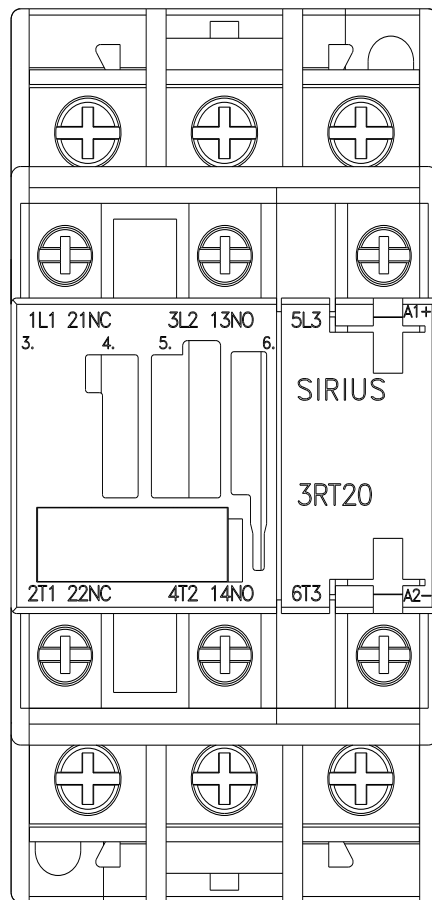 1L1 21NC 3L2 13NO 5L3 A1+
3. 4. 5. 6.
SIRIUS
3RT20
2T1 22NC 4T2 14NO 6T3 A2-